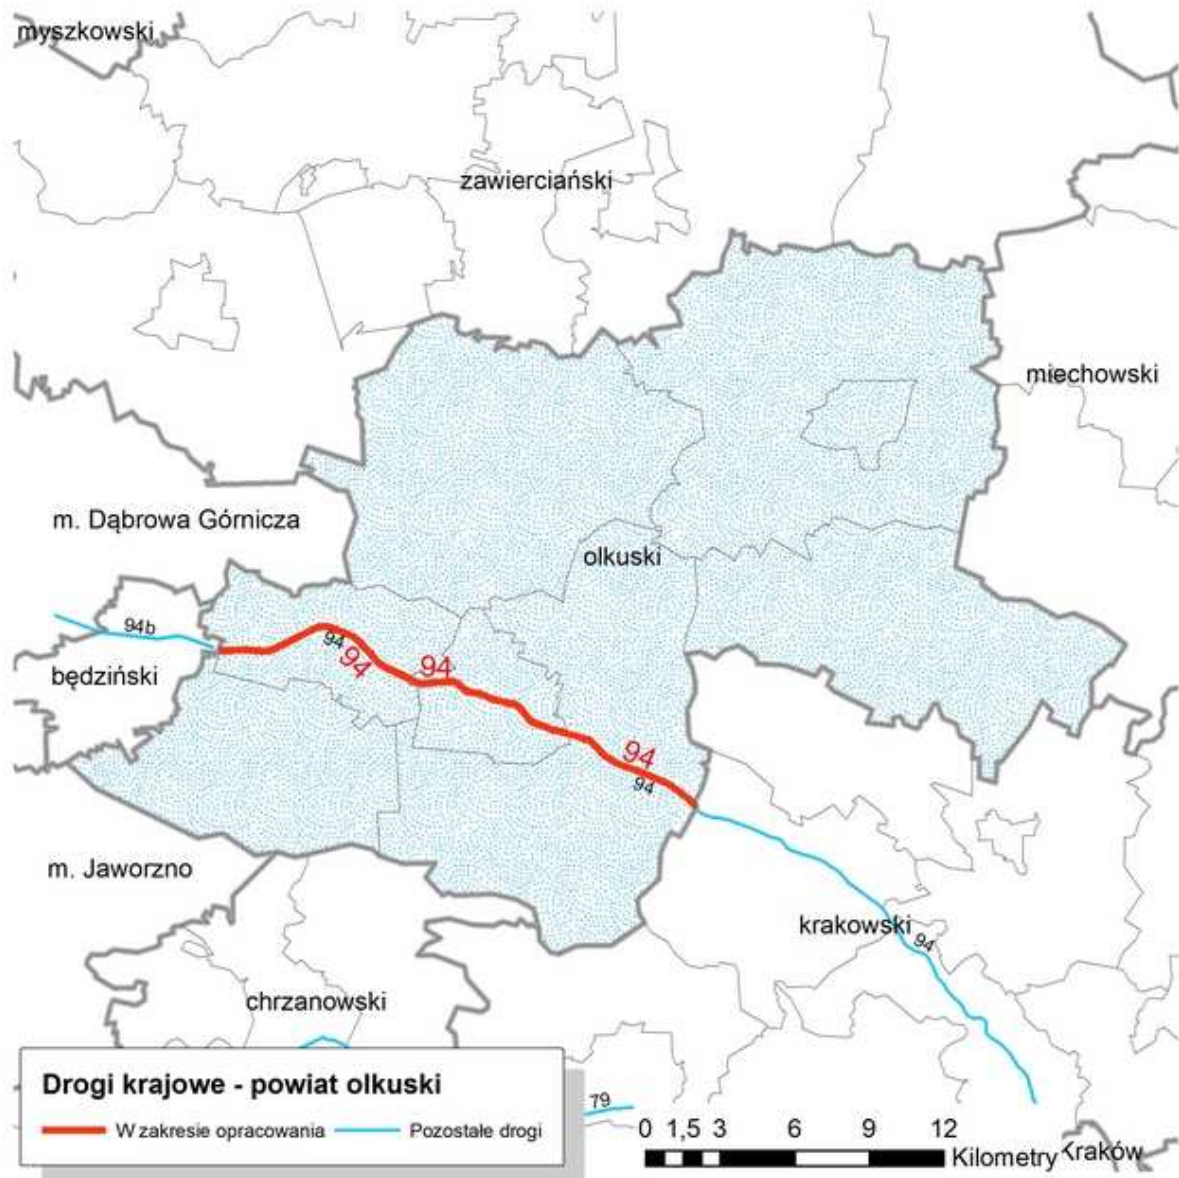 myszkowski
zawierciański
miechowski
m. Dąbrowa Górnicza
olkuski
94b
94
94
94
będziński
94
94
m. Jaworzno
krakowski
94
chrzanowski
Drogi krajowe - powiat olkuski
W zakresie opracowania Pozostałe drogi
79
0 1,5 3 6 9 12
Kilometry
Kraków